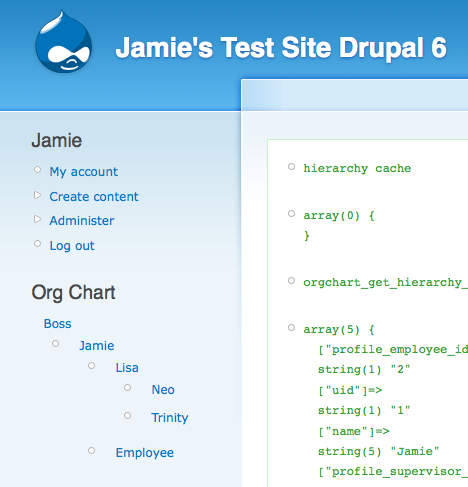 Jamie's Test Site Drupal 6
Jamie
My account
Create content
Administer
Log out
Org Chart
Boss
Jamie
Lisa
Neo
Trinity
Employee
hierarchy cache
array(0) {
}
orgchart_get_hierarchy_
array(5) {
["profile_employee_id
string(1) "2"
["uid"]=>
string(1) "1"
["name"]=>
string(5) "Jamie"
["profile_supervisor_